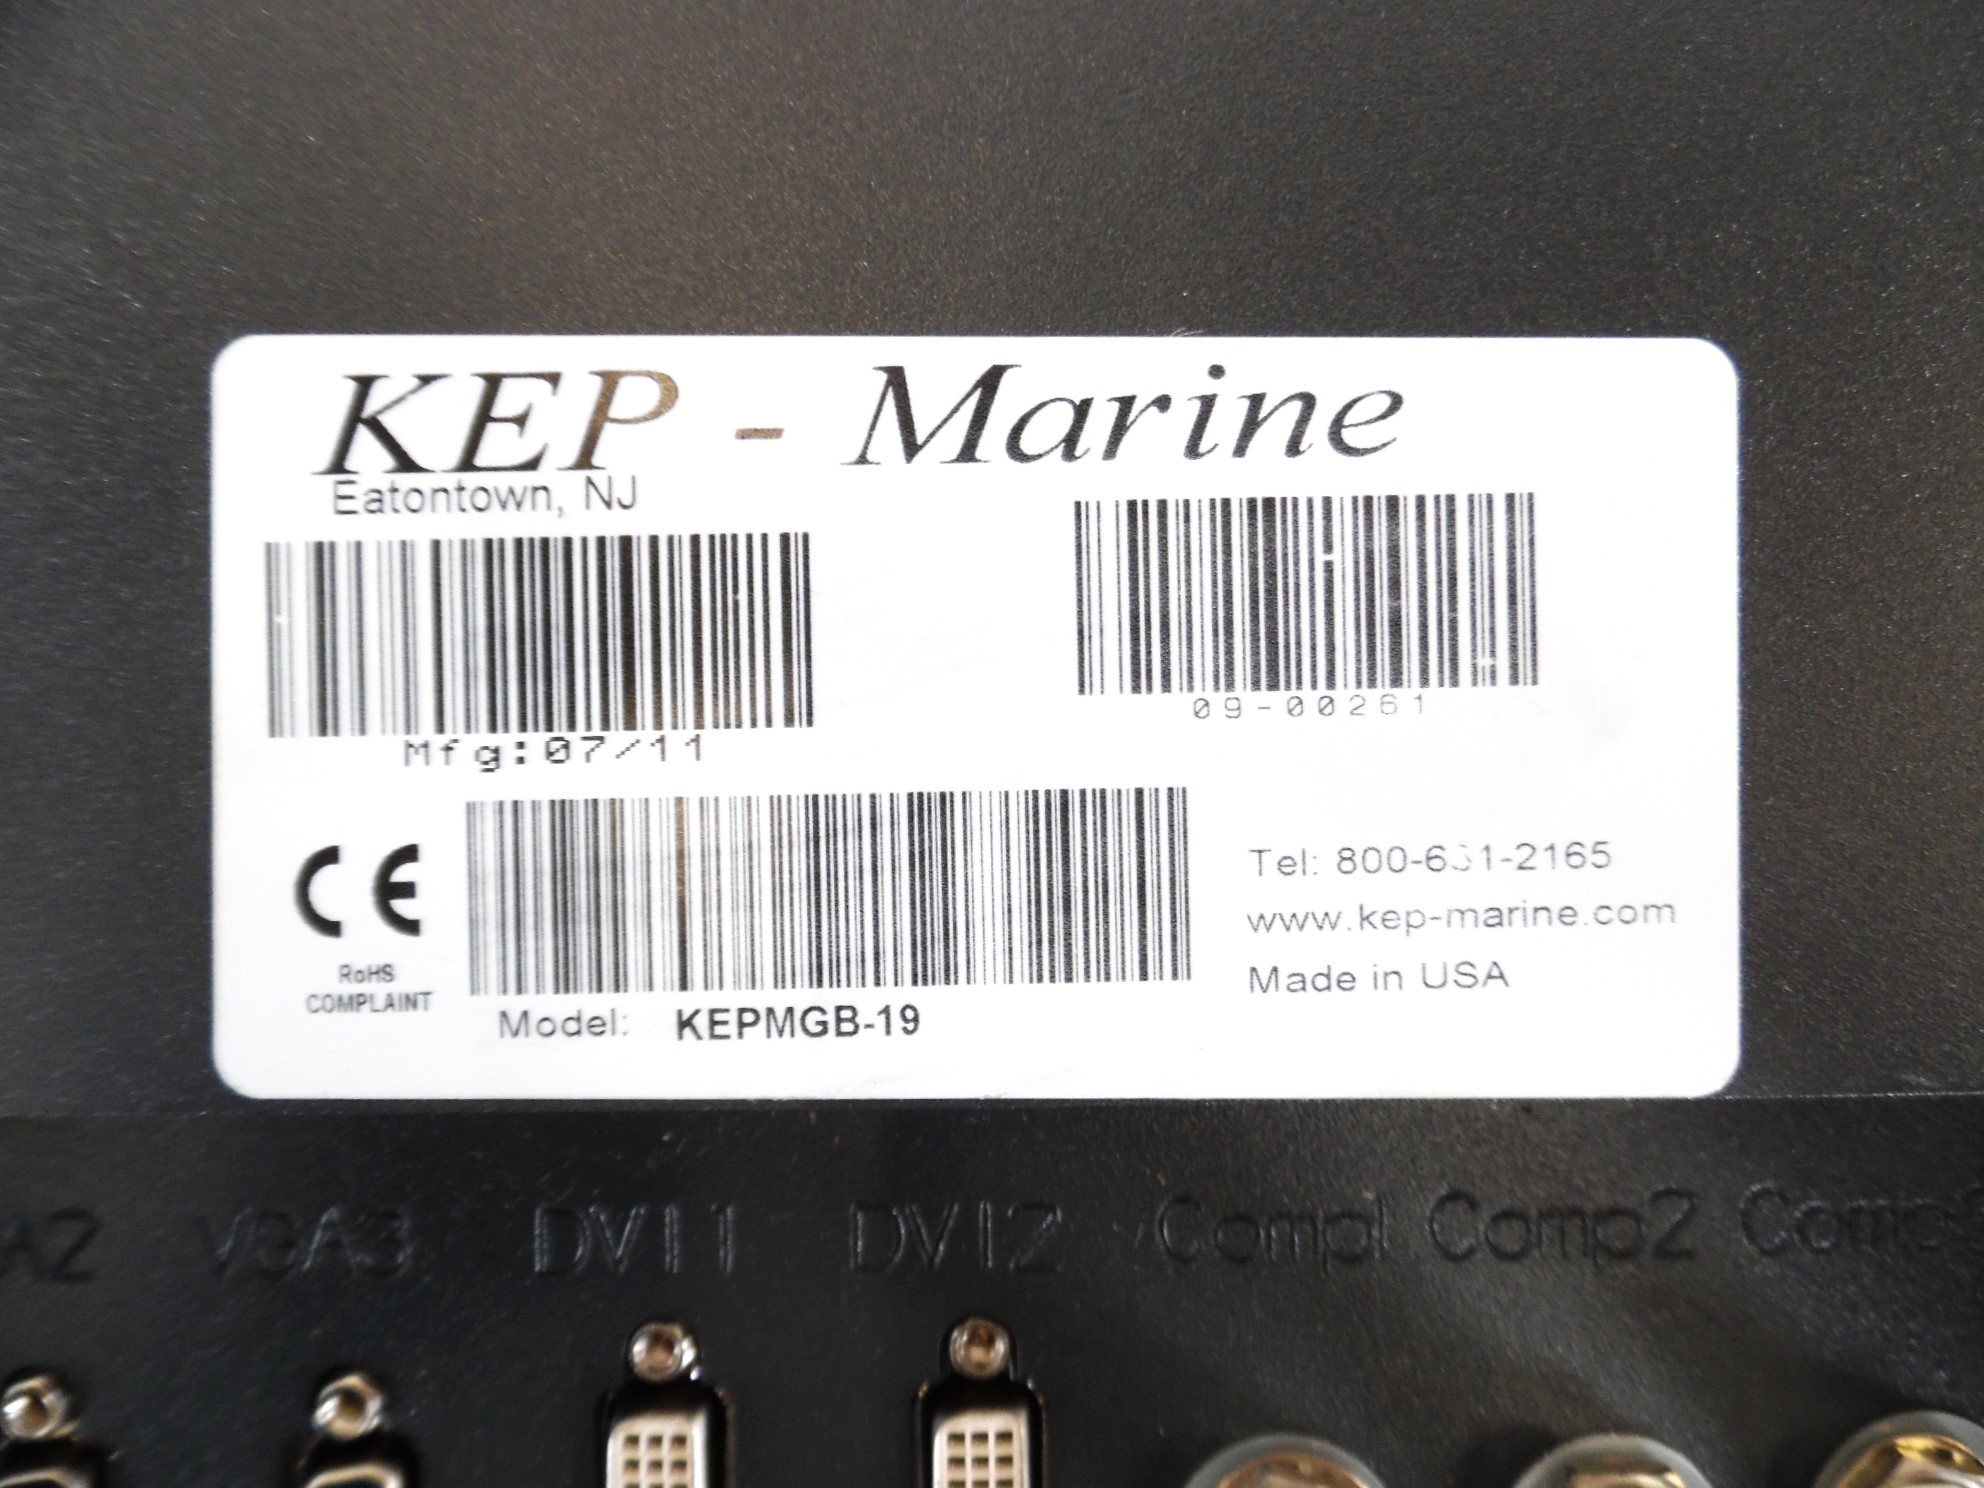 KEP - Marine
Eatontown, NJ
09-00261
Mfg:07/11
Tel: 800-631-2165
www.kep-marine.com
Made in USA
CE
RoHS
COMPLAINT
Model: KEPMGB-19
VGA3 DVI1 DVI2 Comp1 Comp2